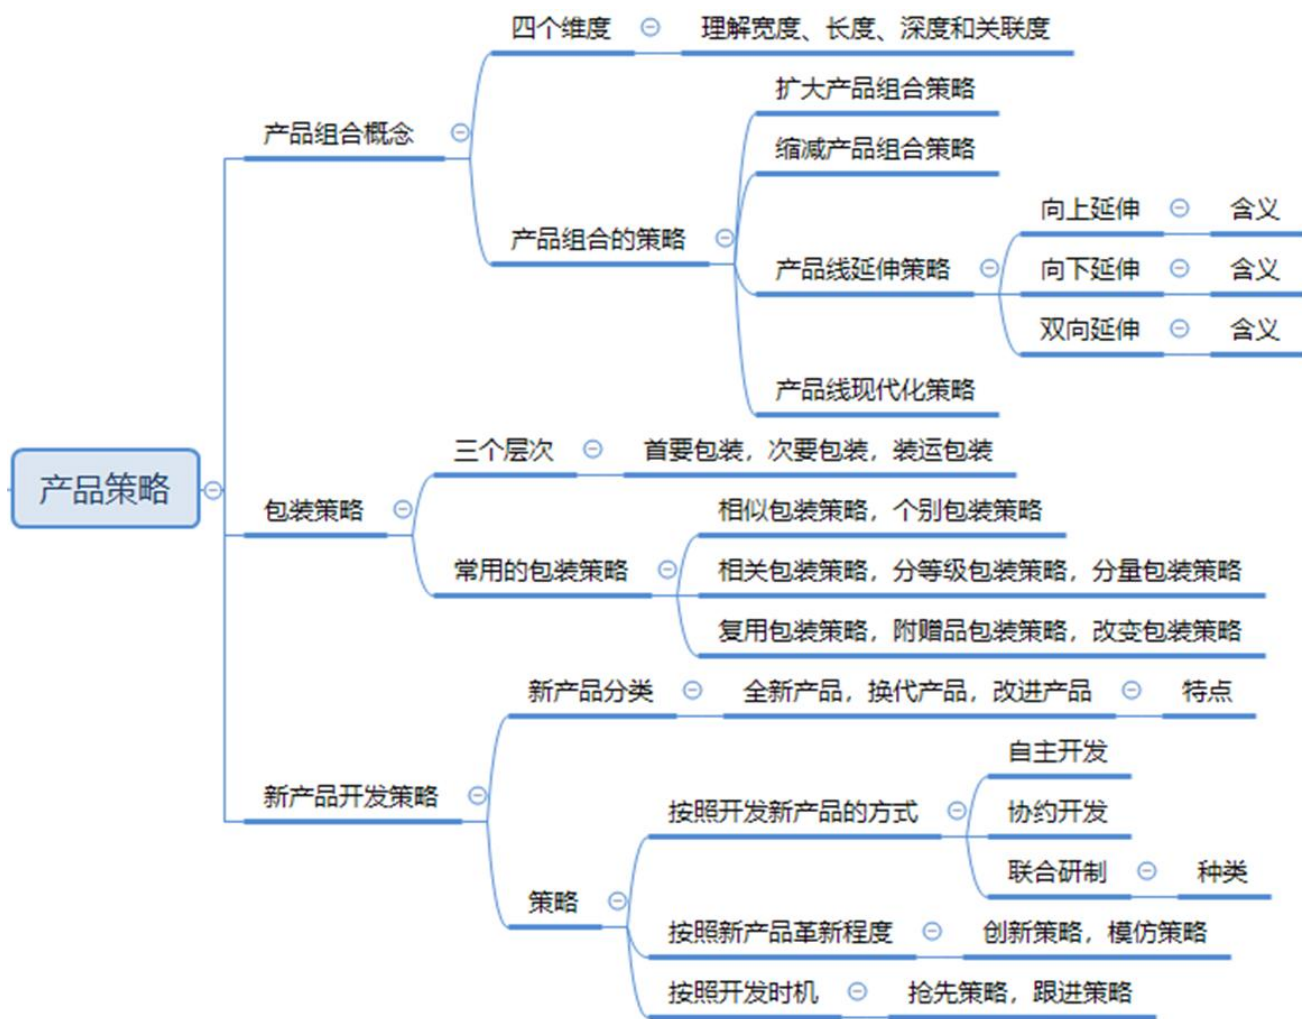 四个维度
理解宽度、长度、深度和关联度
产品组合概念
扩大产品组合策略
缩减产品组合策略
产品组合的策略
向上延伸
含义
产品线延伸策略
向下延伸
含义
双向延伸
含义
产品线现代化策略
产品策略
三个层次
首要包装，次要包装，装运包装
包装策略
相似包装策略，个别包装策略
常用的包装策略
相关包装策略，分等级包装策略，分量包装策略
复用包装策略，附赠品包装策略，改变包装策略
新产品分类
全新产品，换代产品，改进产品
特点
新产品开发策略
自主开发
按照开发新产品的方式
协约开发
联合研制
种类
策略
按照新产品革新程度
创新策略，模仿策略
按照开发时机
抢先策略，跟进策略